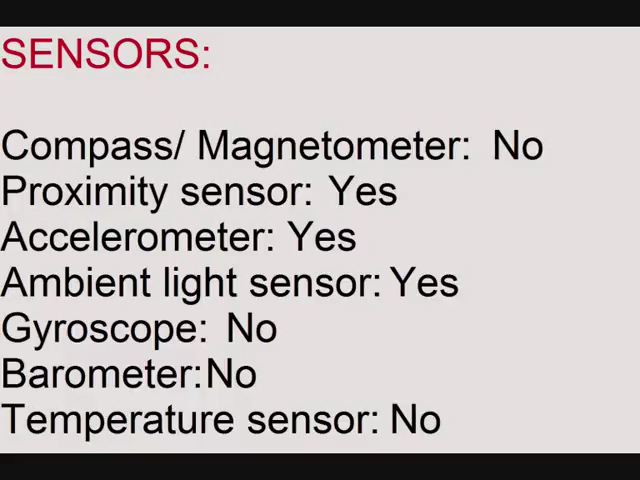 SENSORS:
Compass/ Magnetometer: No
Proximity sensor: Yes
Accelerometer: Yes
Ambient light sensor: Yes
Gyroscope: No
Barometer:No
Temperature sensor: No